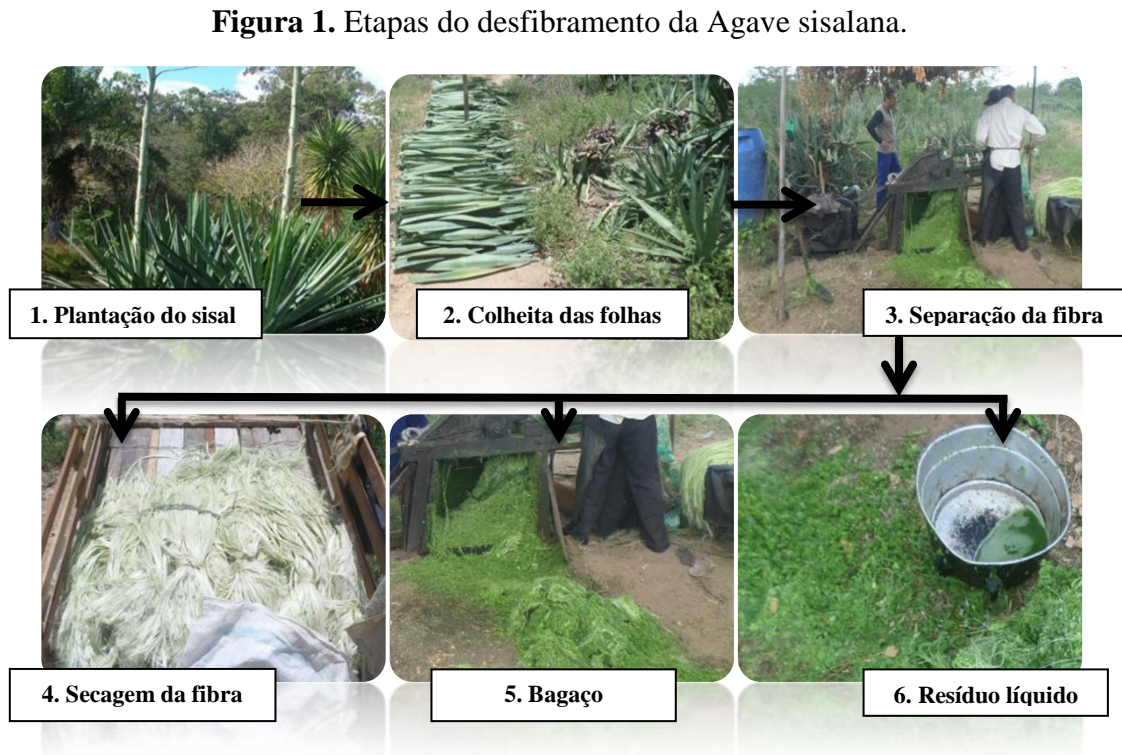 Figura 1. Etapas do desfibramento da Agave sisalana.
1. Plantação do sisal
2. Colheita das folhas
3. Separação da fibra
4. Secagem da fibra
5. Bagaço
6. Resíduo líquido